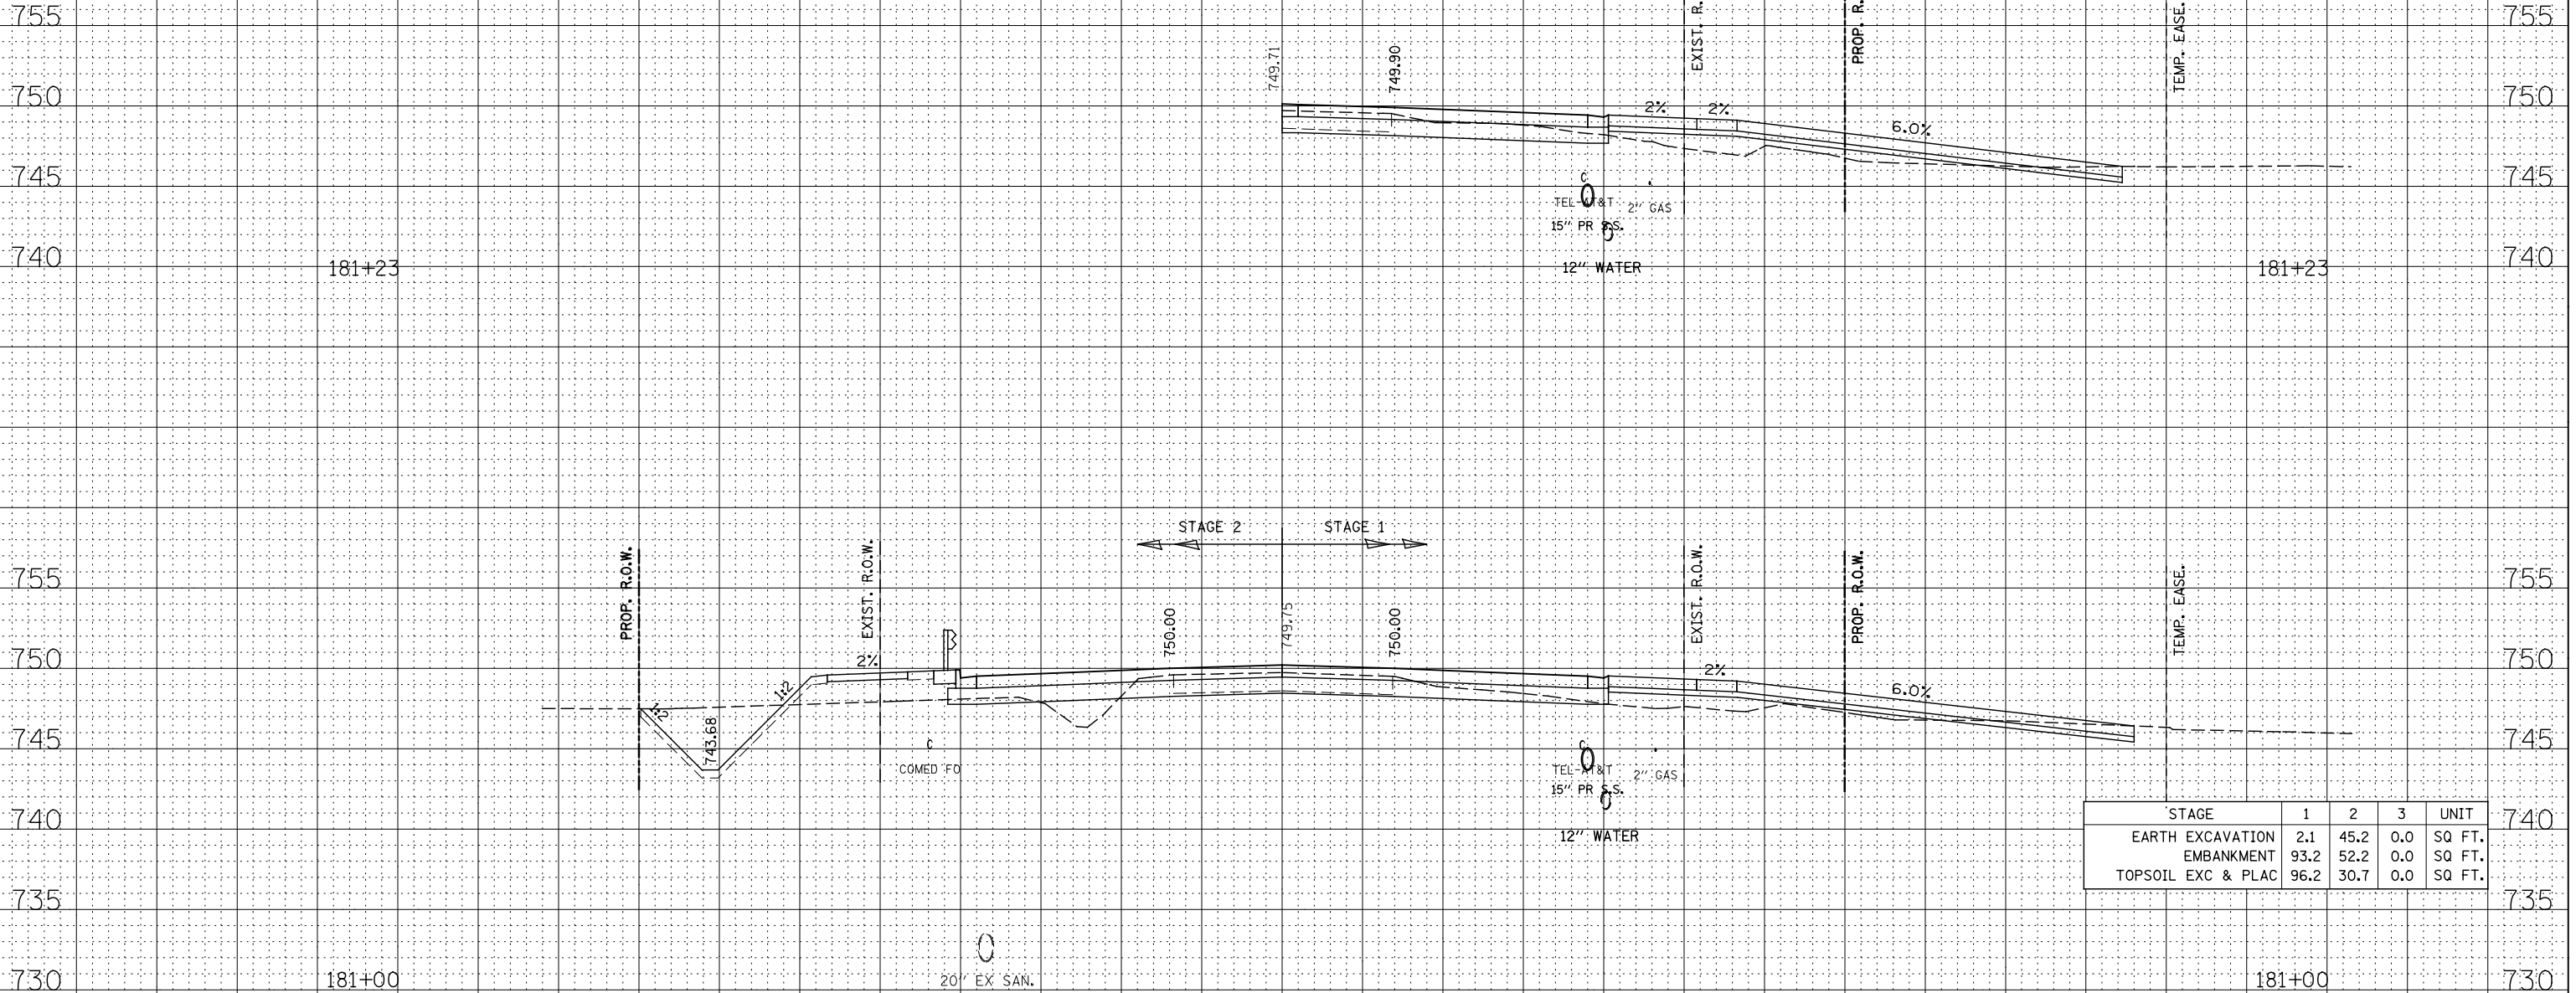 755 755
EXIST. R.
PROP. R.
TEMP. EASE.
749.71
749.90
750 750
2% 2%
6.0%
745 745
C
TEL-AT&T 2" GAS
15" PR S.S.
740 740
181+23 12" WATER 181+23
STAGE 2 STAGE 1
PROP. R.O.W.
EXIST. R.O.W.
750.00
749.75
750.00
EXIST. R.O.W.
PROP. R.O.W.
TEMP. EASE.
755 755
750 750
2% 2%
1:2 1:2
6.0%
743.68
745 745
C C
COMED FO
TEL-AT&T 2" GAS
15" PR S.S.
740 740
12" WATER
STAGE 1 2 3 UNIT
EARTH EXCAVATION 2.1 45.2 0.0 SQ FT.
EMBANKMENT 93.2 52.2 0.0 SQ FT.
TOPSOIL EXC & PLAC 96.2 30.7 0.0 SQ FT.
735 735
730 181+00 20" EX SAN. 181+00 730